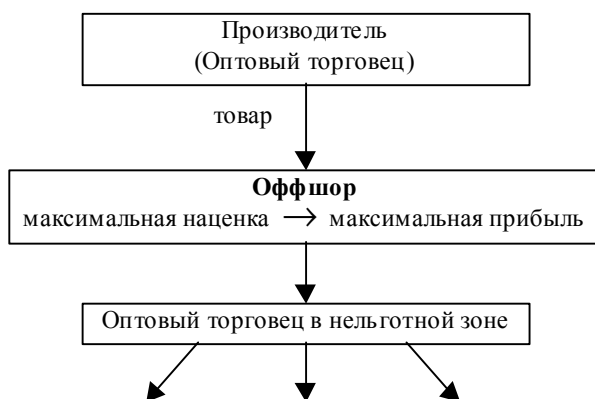 Производитель
(Оптовый торговец)
товар
Оффшор
максимальная наценка → максимальная прибыль
Оптовый торговец в нельготной зоне